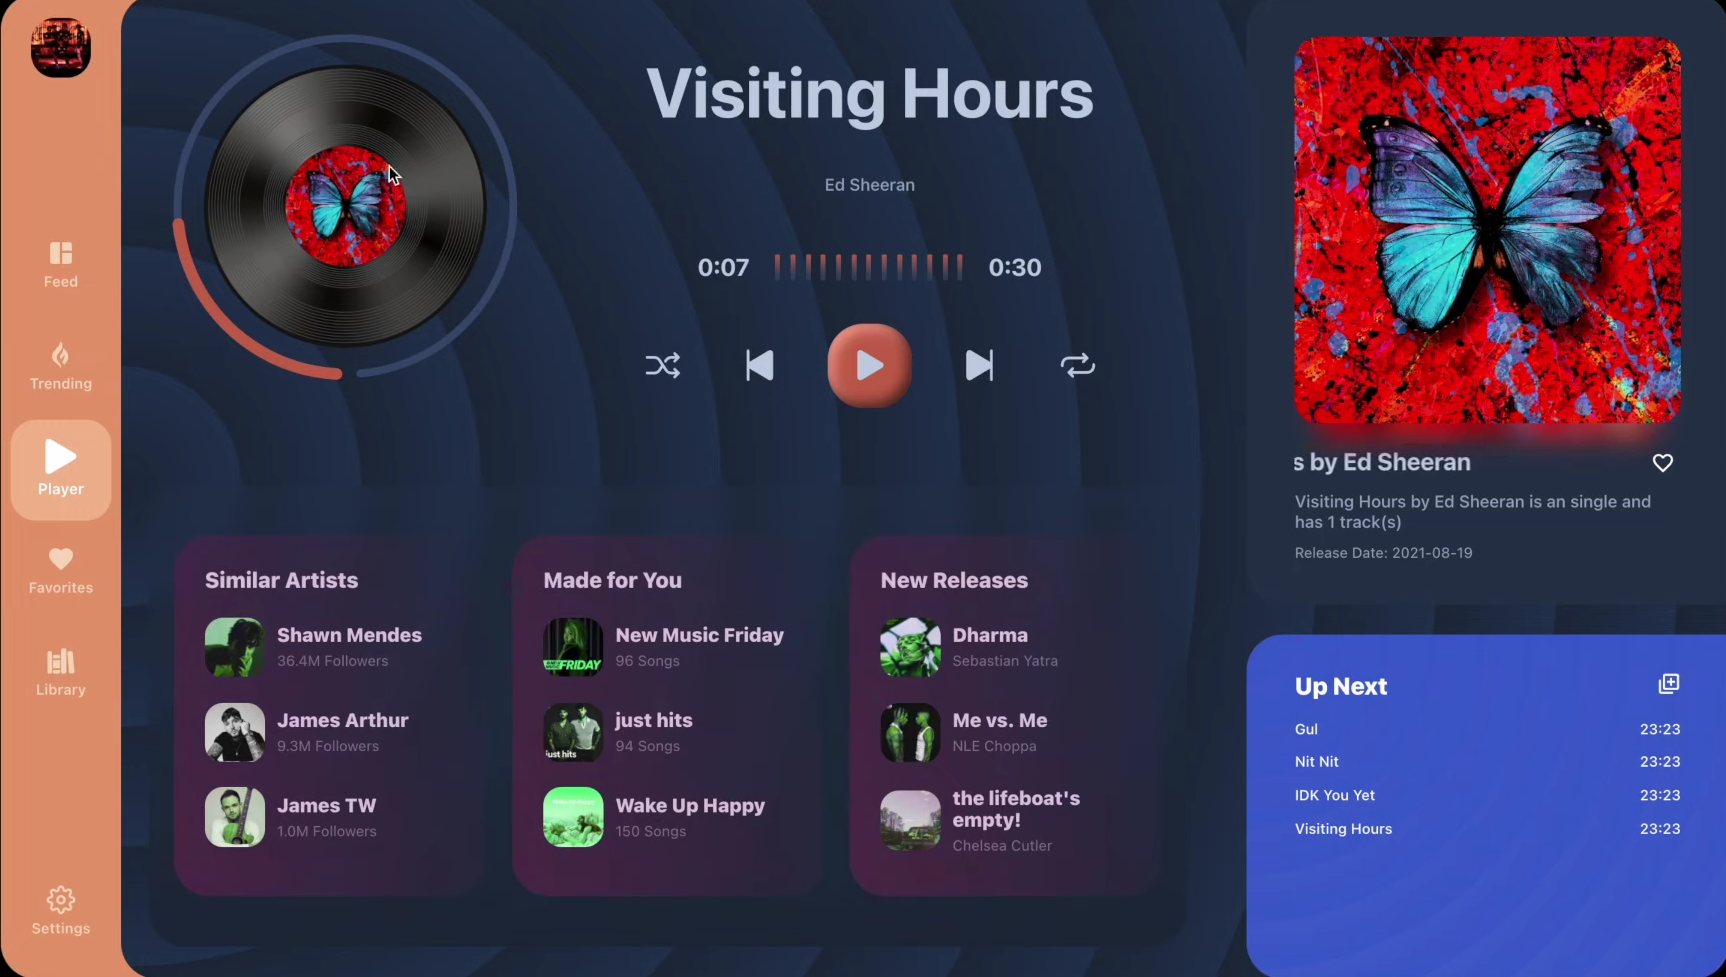 Feed
Trending
Player
Favorites
Library
Settings
Visiting Hours
Ed Sheeran
0:07
0:30
Similar Artists
Shawn Mendes
36.4M Followers
James Arthur
9.3M Followers
James TW
1.0M Followers
Made for You
FRIDAY
New Music Friday
96 Songs
just hits
just hits
94 Songs
Wake Up Happy
150 Songs
New Releases
Dharma
Sebastian Yatra
Me vs. Me
NLE Choppa
the lifeboat's
empty!
Chelsea Cutler
s by Ed Sheeran
Visiting Hours by Ed Sheeran is an single and
has 1 track(s)
Release Date: 2021-08-19
Up Next
Gul 23:23
Nit Nit 23:23
IDK You Yet 23:23
Visiting Hours 23:23